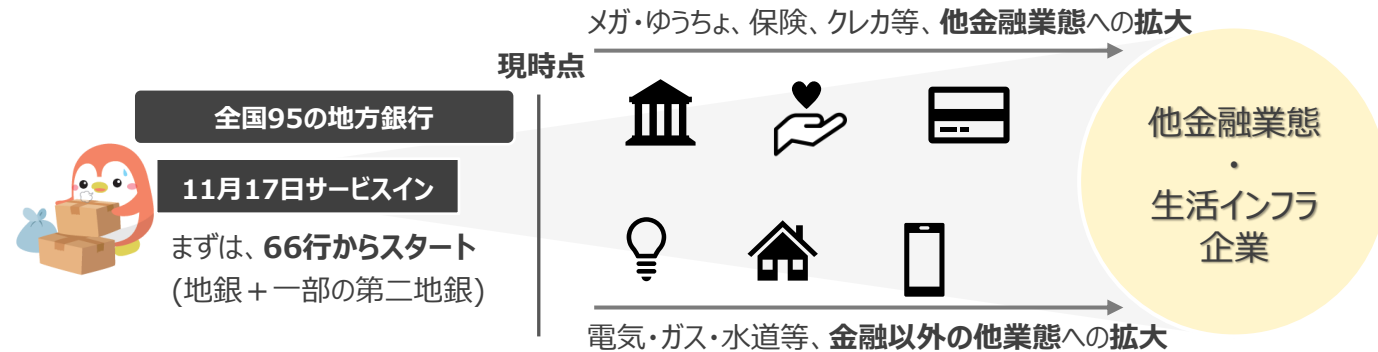 メガ・ゆうちょ、保険、クレカ等、他金融業態への拡大
現時点
全国95の地方銀行
11月17日サービスイン
まずは、66行からスタート
(地銀＋一部の第二地銀)
他金融業態
・
生活インフラ
企業
電気・ガス・水道等、金融以外の他業態への拡大